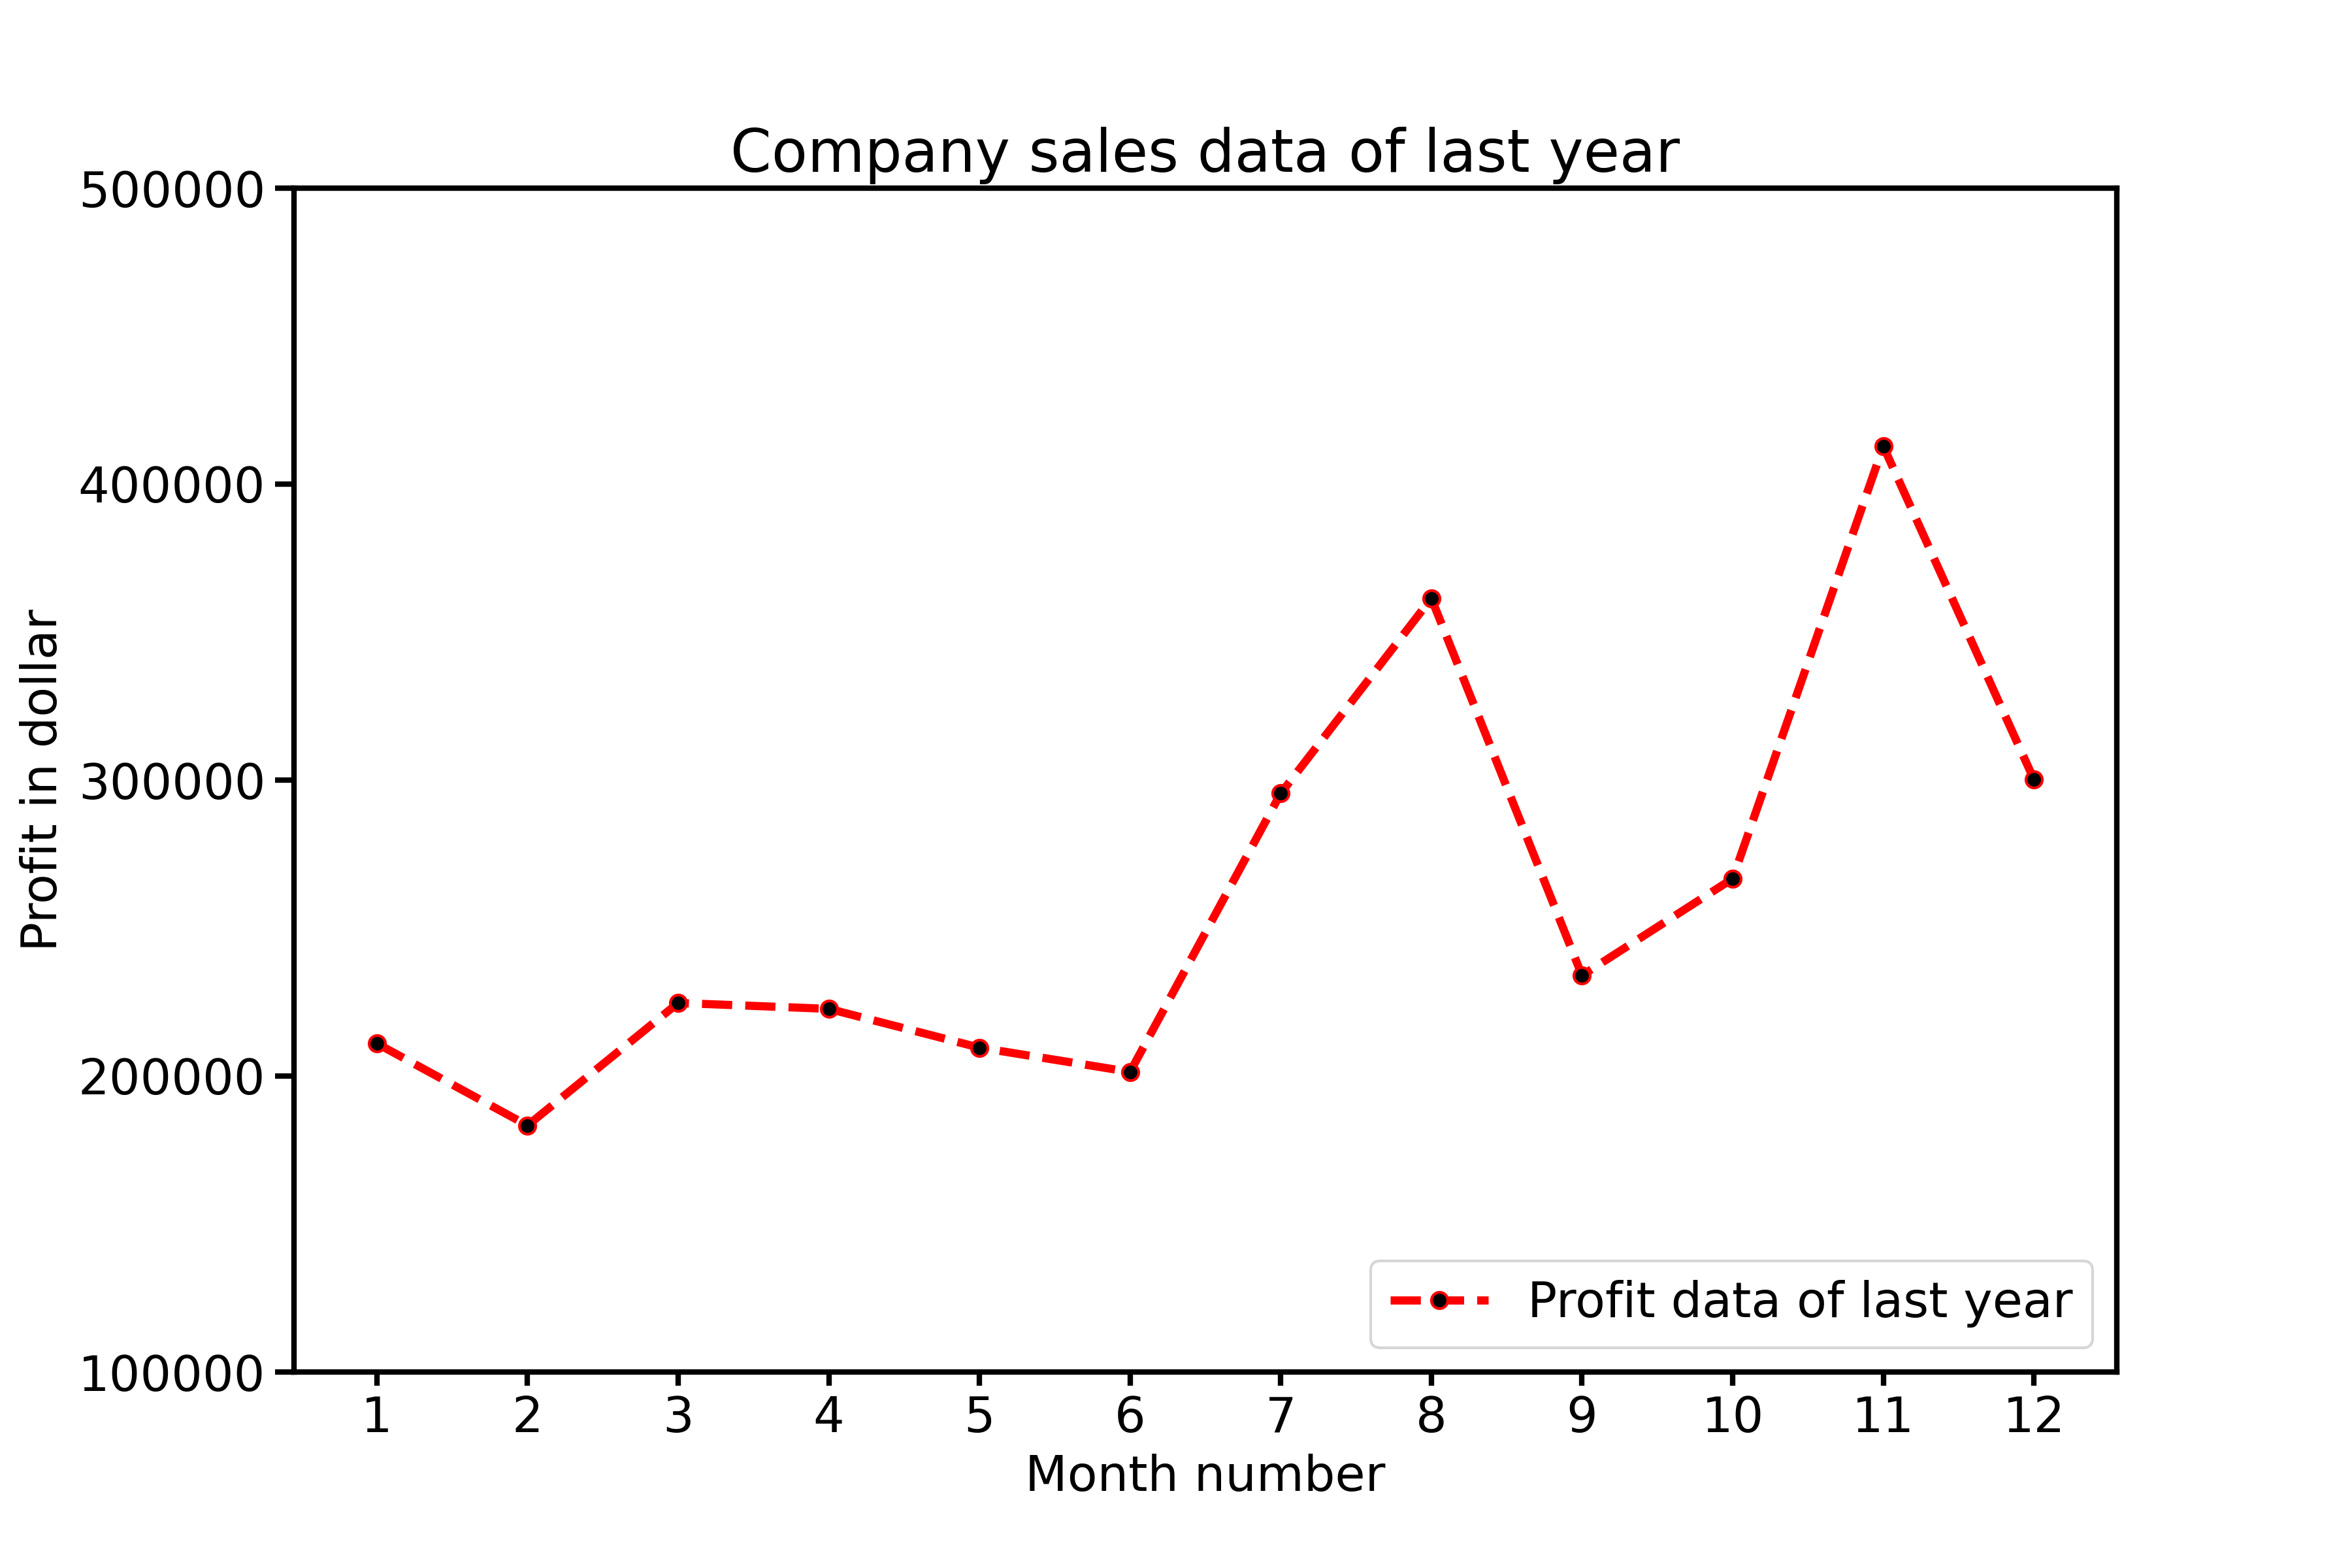 Company sales data of last year
500000
400000
300000
200000
100000
Profit in dollar
Profit data of last year
1 2 3 4 5 6 7 8 9 10 11 12
Month number